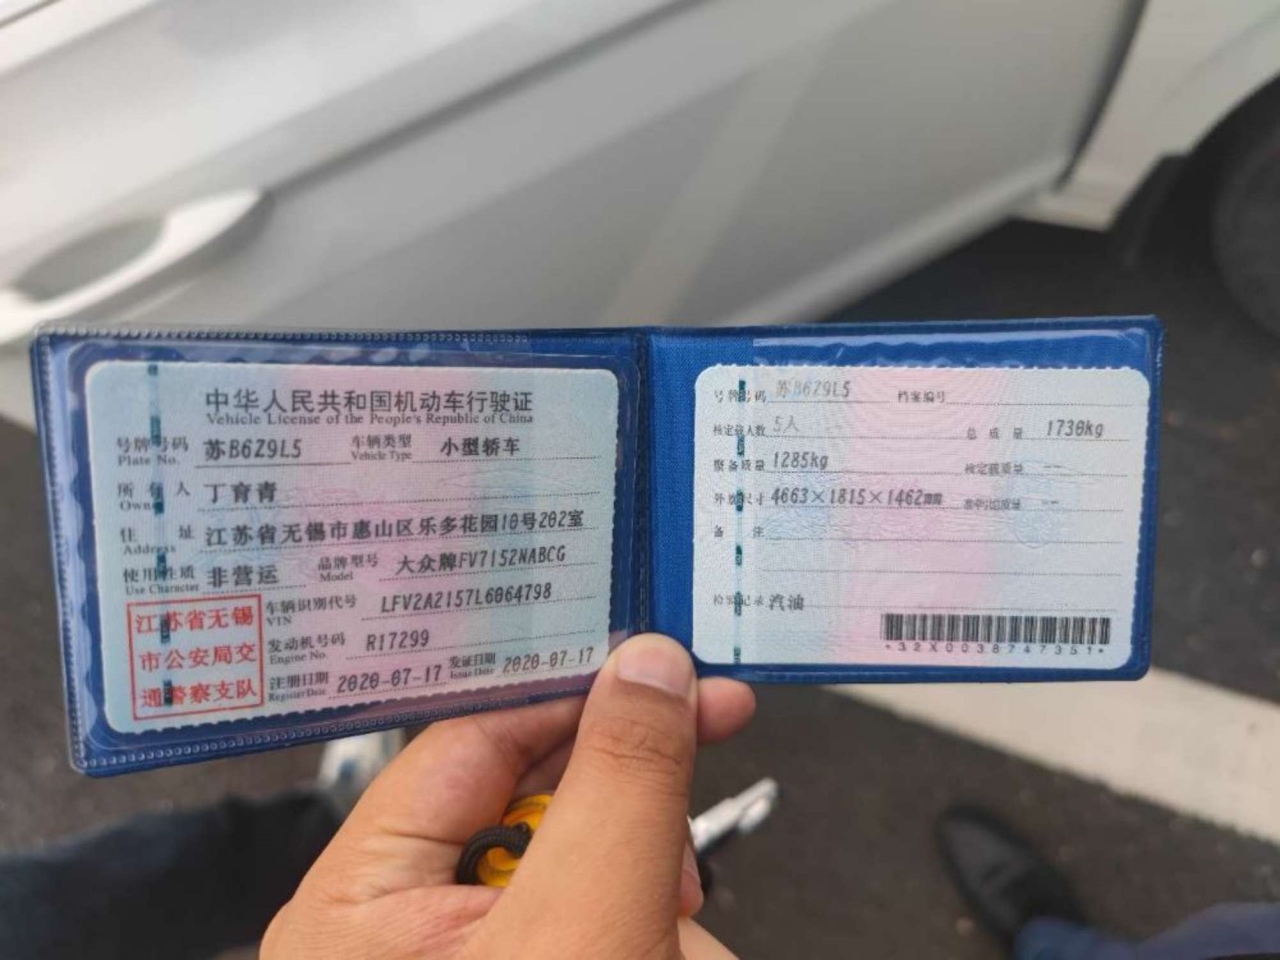 中华人民共和国机动车行驶证
Vehicle License of the People's Republic of China
号牌号码 苏B6Z9L5 车辆类型 小型轿车
Plate No. Vehicle Type
所有人 丁育青
Owner
住址 江苏省无锡市惠山区乐多花园10号202室
Address
使用性质 非营运 品牌型号 大众牌FV7152NABCG
Use Character Model
江苏省无锡
市公安局交
通警察支队
车辆识别代号 LFV2A2157L6064798
VIN
发动机号码 R17299
Engine No.
注册日期 2020-07-17 发证日期 2020-07-17
Register Date Issue Date
号牌号码 苏B6Z9L5 档案编号
核定载人数 5人 总质量 1730kg
整备质量 1285kg 核定载质量 --
外廓尺寸 4663×1815×1462mm 准牵引总质量 --
备注
检验记录 汽油
*32X0038747351*